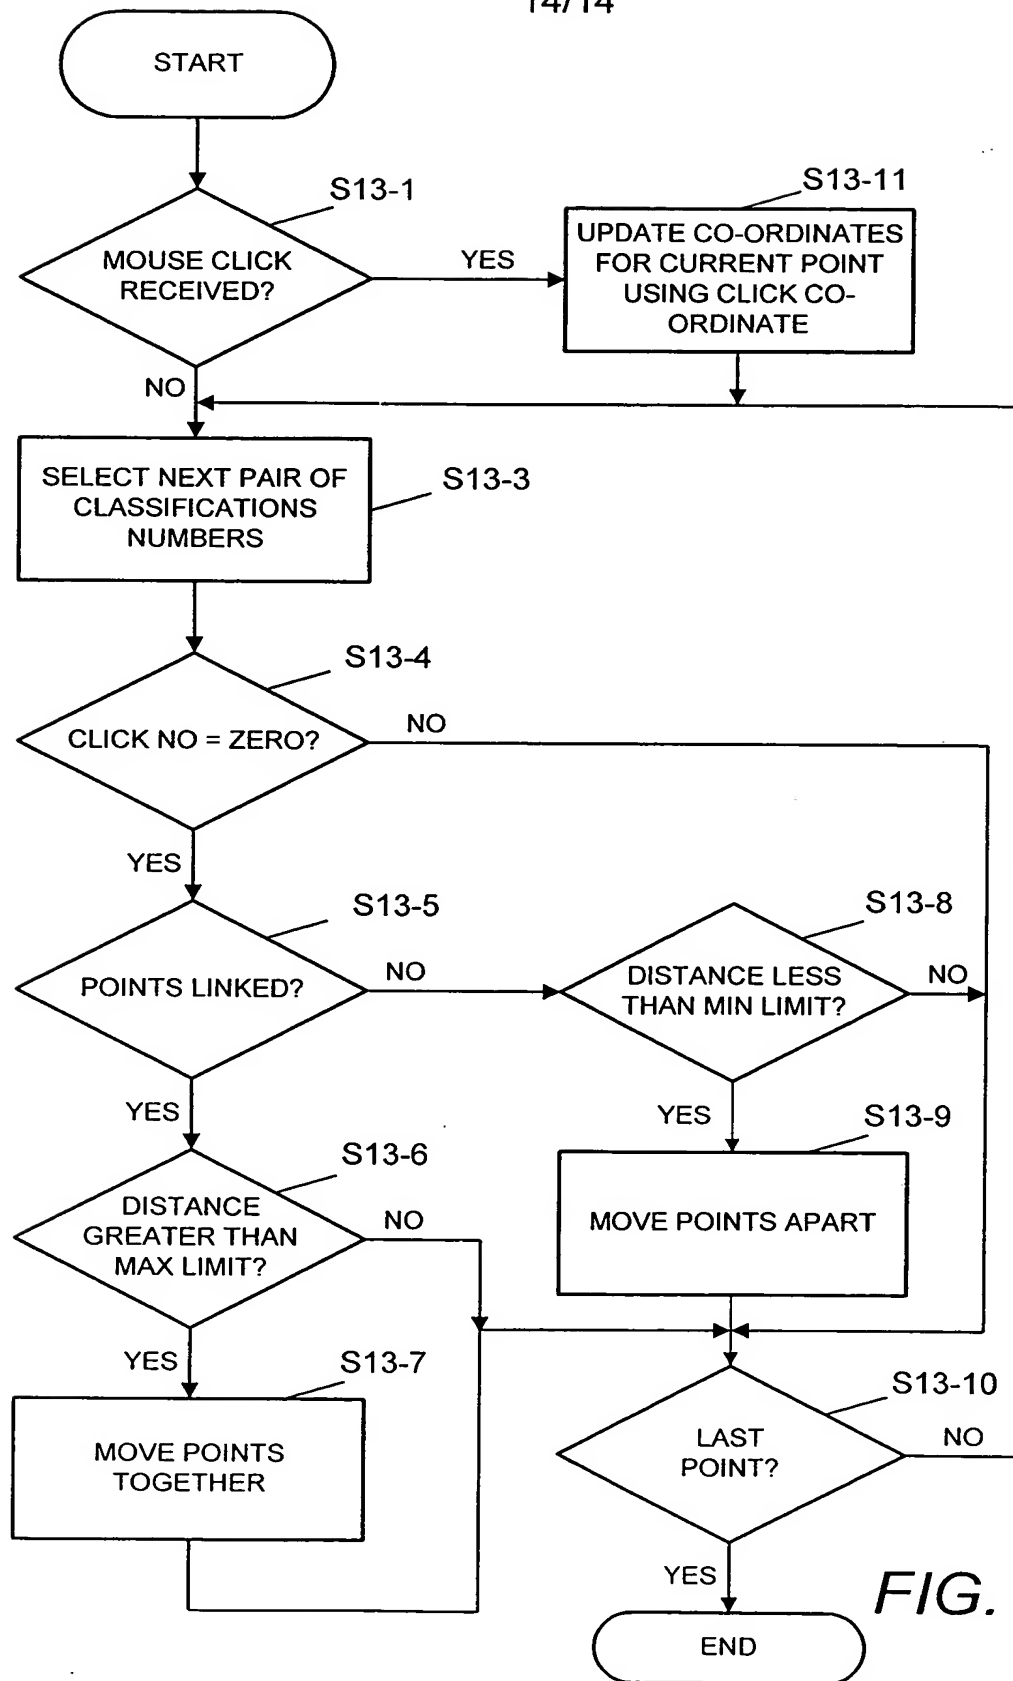 14/14
START
S13-1
MOUSE CLICK
RECEIVED?
YES
S13-11
UPDATE CO-ORDINATES
FOR CURRENT POINT
USING CLICK CO-
ORDINATE
NO
SELECT NEXT PAIR OF
CLASSIFICATIONS
NUMBERS
S13-3
S13-4
CLICK NO = ZERO?
NO
YES
S13-5
POINTS LINKED?
NO
S13-8
DISTANCE LESS
THAN MIN LIMIT?
NO
YES
YES
S13-9
MOVE POINTS APART
S13-6
DISTANCE
GREATER THAN
MAX LIMIT?
NO
YES
S13-7
MOVE POINTS
TOGETHER
S13-10
LAST
POINT?
NO
YES
END
FIG.